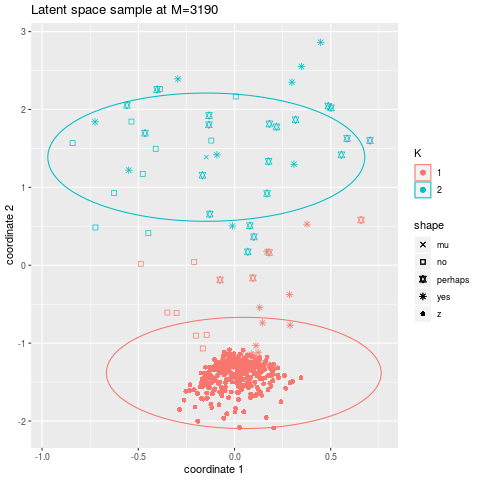 Latent space sample at M=3190
3
2
1
0
-1
-2
coordinate 2
-1.0 -0.5 0.0 0.5
coordinate 1
K
1
2
shape
mu
no
perhaps
yes
z